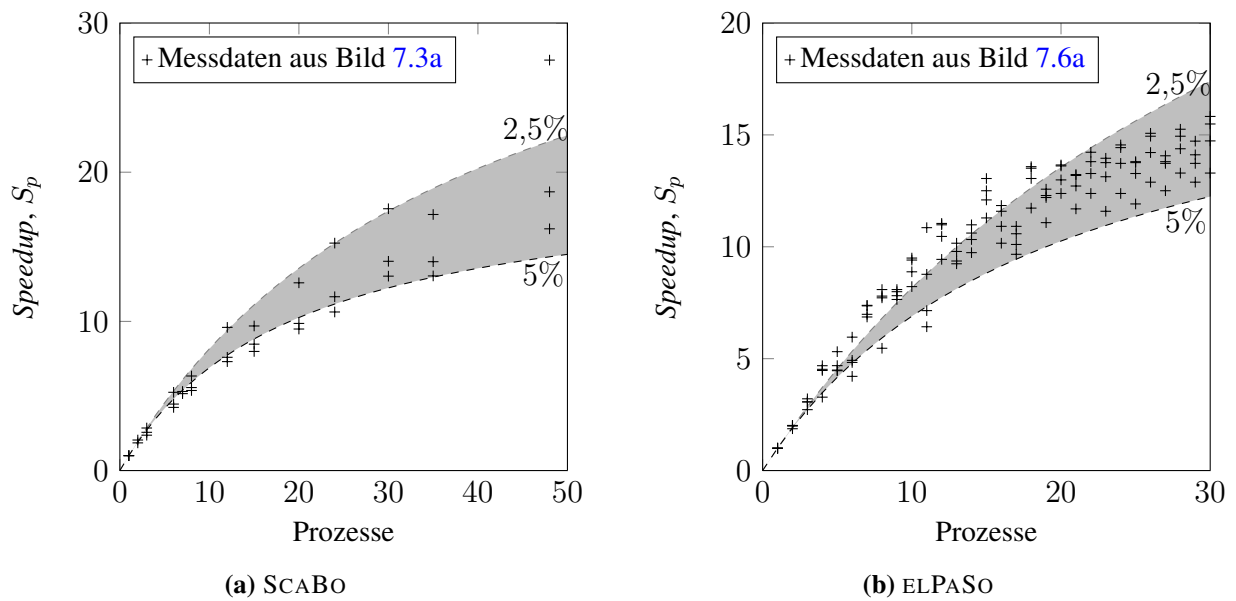 30
20
10
0
0 10 20 30 40 50
Speedup, Sp
Prozesse
Messdaten aus Bild 7.3a
2,5%
5%
(a) SCABO
20
15
10
5
0
0 10 20 30
Speedup, Sp
Prozesse
Messdaten aus Bild 7.6a
2,5%
5%
(b) ELPASO